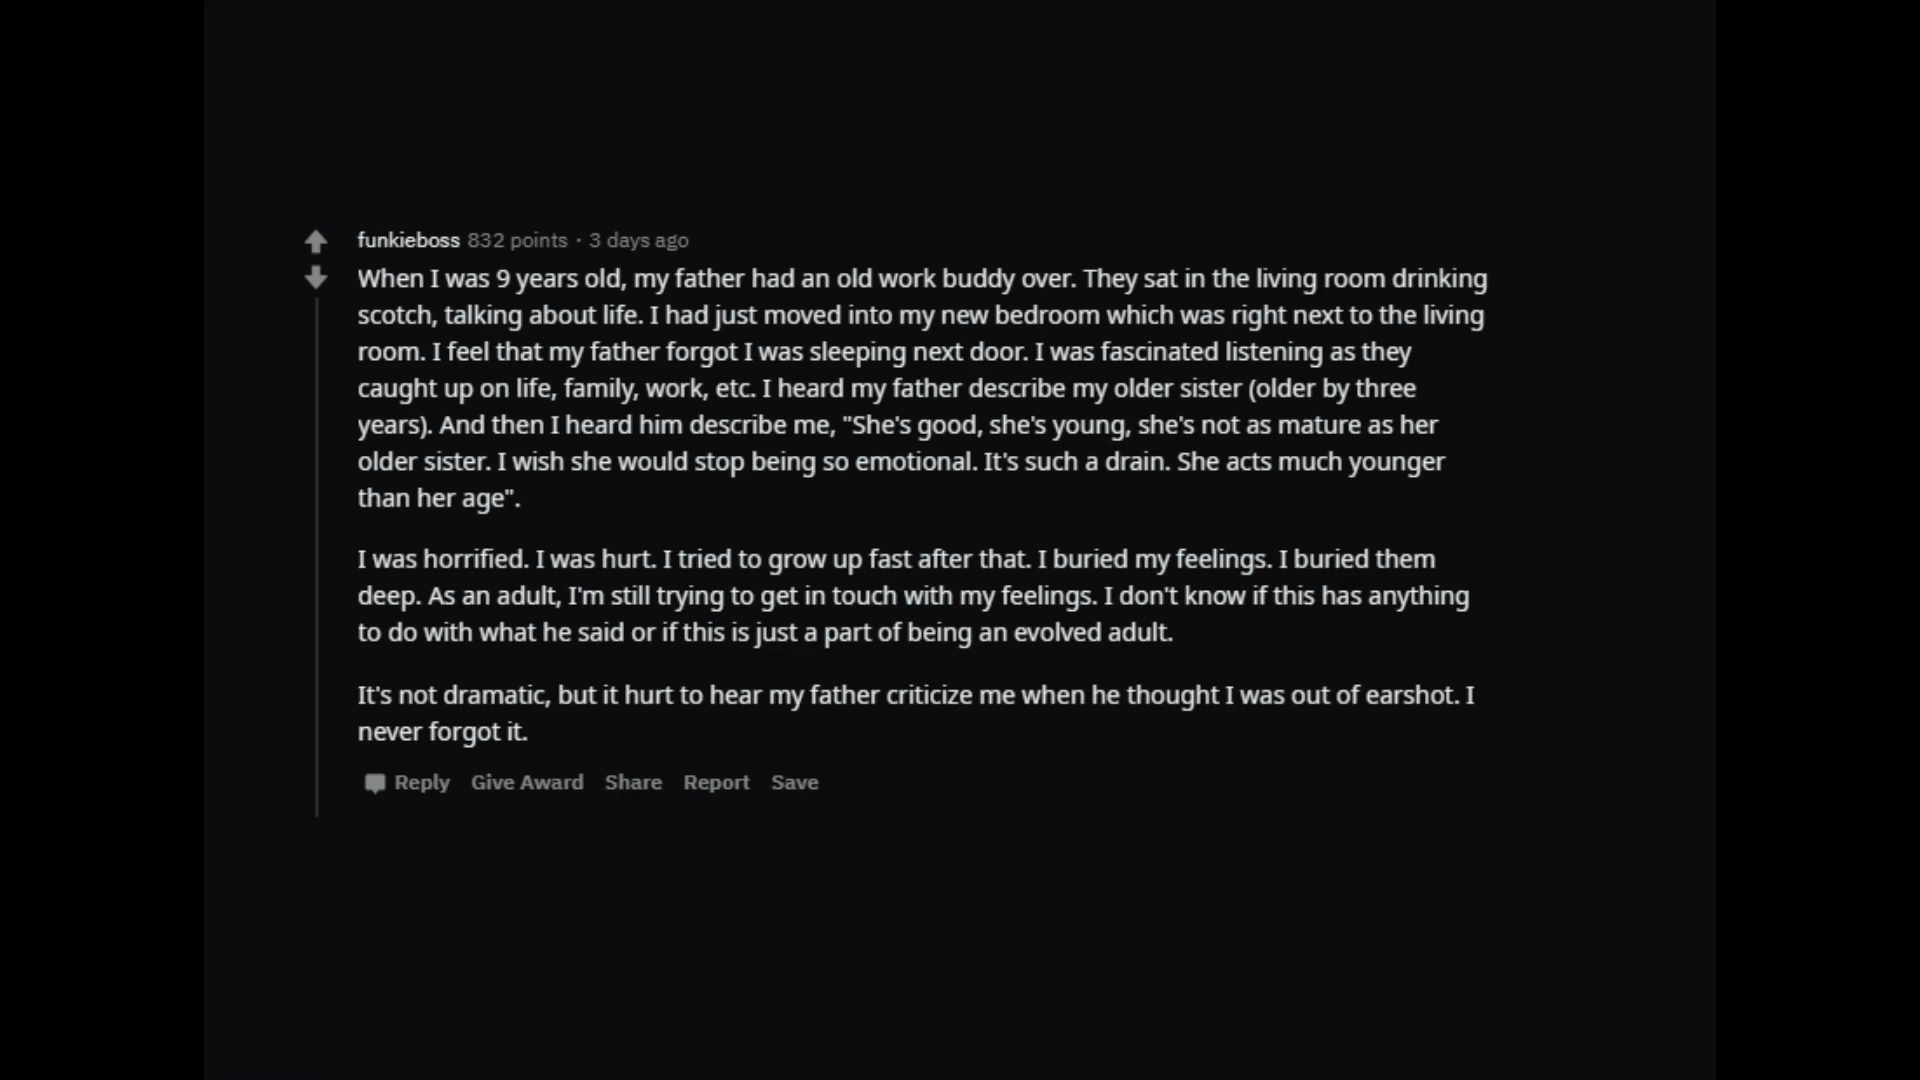 funkieboss 832 points · 3 days ago
When I was 9 years old, my father had an old work buddy over. They sat in the living room drinking
scotch, talking about life. I had just moved into my new bedroom which was right next to the living
room. I feel that my father forgot I was sleeping next door. I was fascinated listening as they
caught up on life, family, work, etc. I heard my father describe my older sister (older by three
years). And then I heard him describe me, "She's good, she's young, she's not as mature as her
older sister. I wish she would stop being so emotional. It's such a drain. She acts much younger
than her age".
I was horrified. I was hurt. I tried to grow up fast after that. I buried my feelings. I buried them
deep. As an adult, I'm still trying to get in touch with my feelings. I don't know if this has anything
to do with what he said or if this is just a part of being an evolved adult.
It's not dramatic, but it hurt to hear my father criticize me when he thought I was out of earshot. I
never forgot it.
Reply Give Award Share Report Save